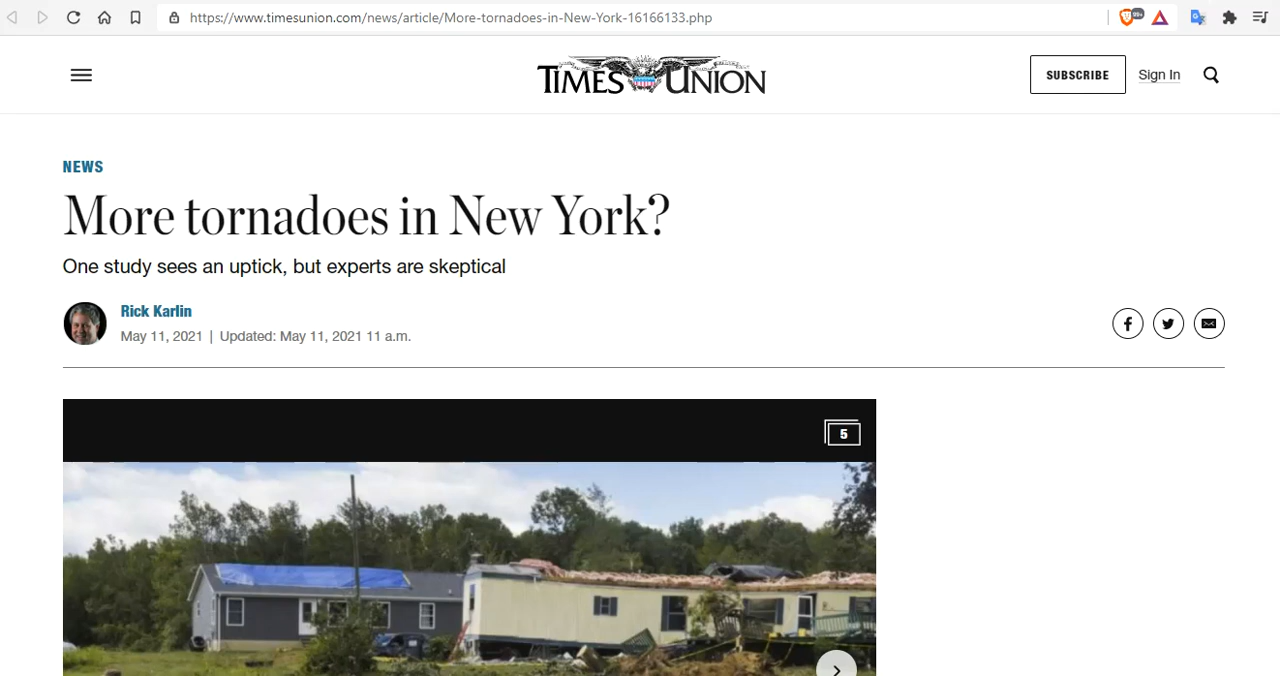 https://www.timesunion.com/news/article/More-tornadoes-in-New-York-16166133.php
99+
TIMES UNION
SUBSCRIBE
Sign In
NEWS
More tornadoes in New York?
One study sees an uptick, but experts are skeptical
Rick Karlin
May 11, 2021 | Updated: May 11, 2021 11 a.m.
5